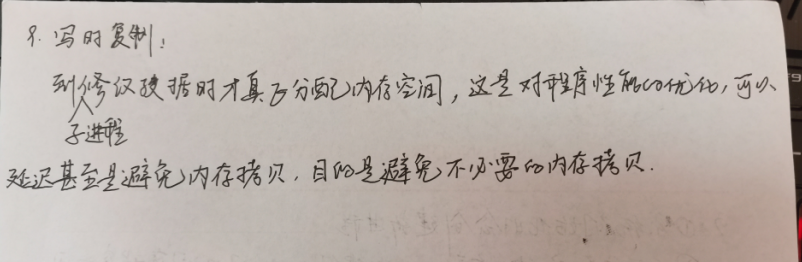 8. 写时复制:
到修改数据时才真正分配内存空间,这是对程序性能的优化,可以
子进程
延迟甚至是避免内存拷贝,目的是避免不必要的内存拷贝.